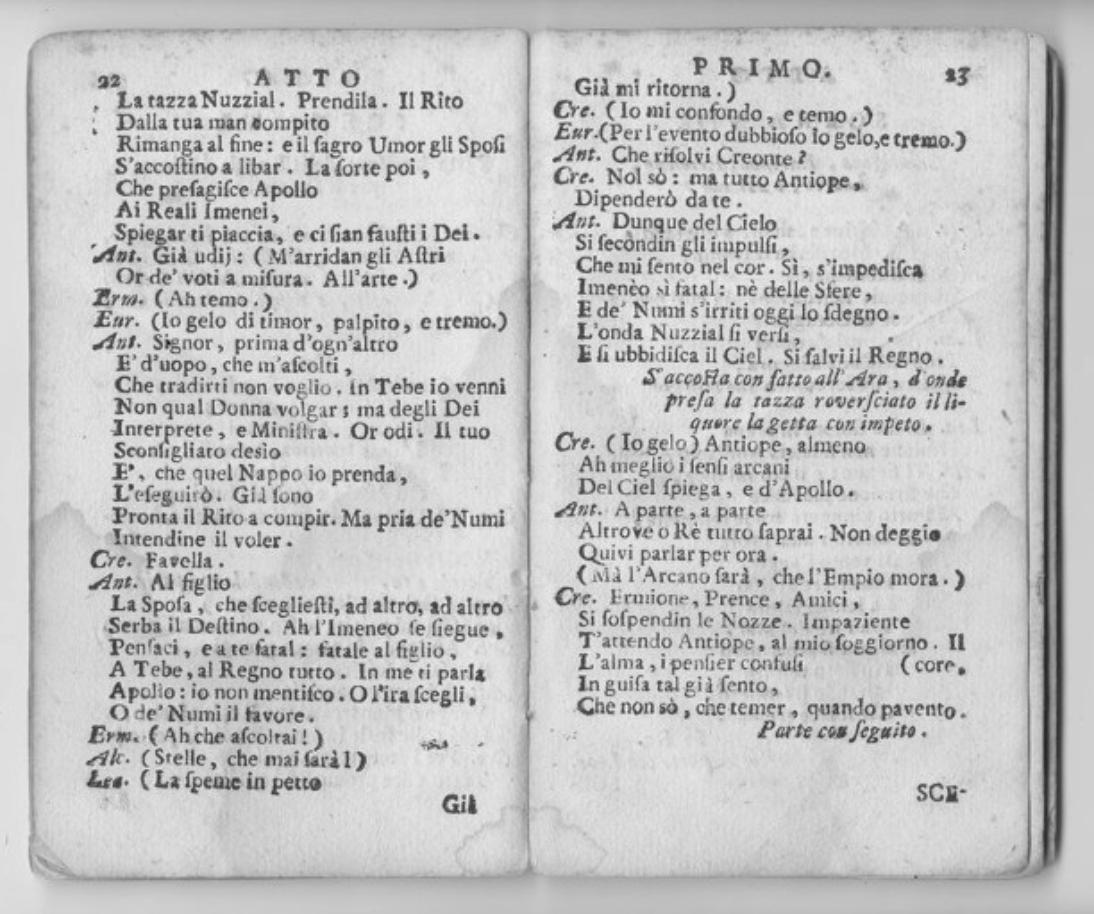 22 ATTO
La tazza Nuzzial. Prendila. Il Rito
Dalla tua man compito
Rimanga al fine: e il ſagro Umor gli Spoſi
S'accoſtino a libar. La ſorte poi,
Che preſagiſce Apollo
Ai Reali Imenei,
Spiegar ti piaccia, e ci ſian fauſti i Dei.
Ant. Già udij: (M'arridan gli Aſtri
Or de' voti a miſura. All'arte.)
Erm. (Ah temo.)
Eur. (Io gelo di timor, palpito, e tremo.)
Ant. Signor, prima d'ogn'altro
E' d'uopo, che m'aſcolti,
Che tradirti non voglio. In Tebe io venni
Non qual Donna volgar; ma degli Dei
Interprete, e Miniſtra. Or odi. Il tuo
Sconſigliato deſio
E', che quel Nappo io prenda,
L'eſeguirò. Già ſono
Pronta il Rito a compir. Ma pria de'Numi
Intendine il voler.
Cre. Favella.
Ant. Al figlio
La Spoſa, che ſceglieſti, ad altro, ad altro
Serba il Deſtino. Ah l'Imeneo ſe ſiegue,
Penſaci, e a te fatal: fatale al figlio,
A Tebe, al Regno tutto. In me ti parla
Apollo: io non mentiſco. O l'ira ſcegli,
O de' Numi il favore.
Erm. (Ah che aſcoltai!)
Alc. (Stelle, che mai ſarà!)
Lea. (La ſpeme in petto
Già
PRIMO. 23
Già mi ritorna.)
Cre. (Io mi confondo, e temo.)
Eur. (Per l'evento dubbioſo Io gelo, e tremo.)
Ant. Che riſolvi Creonte?
Cre. Nol sò: ma tutto Antiope,
Dipenderò da te.
Ant. Dunque del Cielo
Si ſecondin gli impulſi,
Che mi ſento nel cor. Sì, s'impediſca
Imenèo sì fatal: nè delle Sfere,
E de' Numi s'irriti oggi lo ſdegno.
L'onda Nuzzial ſi verſi,
E ſi ubbidiſca il Ciel. Si ſalvi il Regno.
S'accoſta con faſto all' Ara, d'onde
preſa la tazza roverſciato il li-
quore la getta con impeto.
Cre. (Io gelo) Antiope, almeno
Ah meglio i ſenſi arcani
Del Ciel ſpiega, e d'Apollo.
Ant. A parte, a parte
Altrove o Rè tutto ſaprai. Non deggio
Quivi parlar per ora.
(Mà l'Arcano ſarà, che l'Empio mora.)
Cre. Ermione, Prence, Amici,
Si ſoſpendin le Nozze. Impaziente
T'attendo Antiope, al mio ſoggiorno. Il
L'alma, i penſier confuſi (core,
In guiſa tal già ſento,
Che non sò, che temer, quando pavento.
Parte con ſeguito.
SCE-